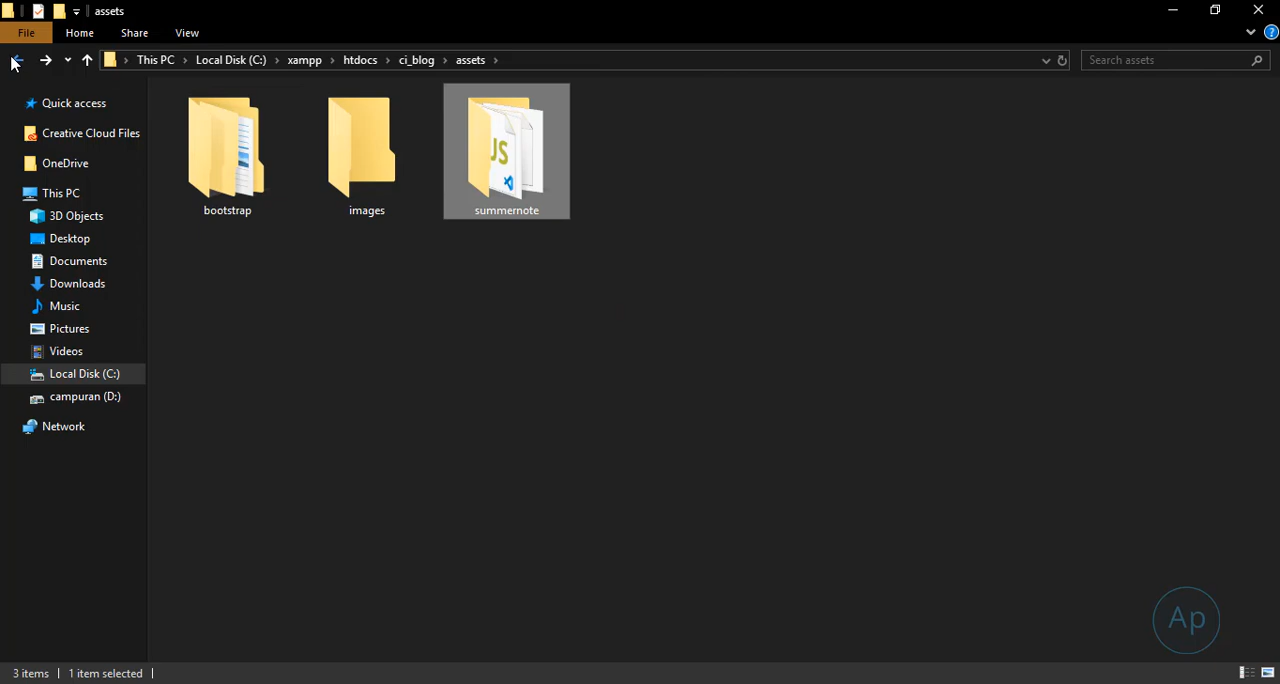 assets
File Home Share View
This PC Local Disk (C:) xampp htdocs ci_blog assets
Search assets
Quick access
Creative Cloud Files
OneDrive
This PC
3D Objects
Desktop
Documents
Downloads
Music
Pictures
Videos
Local Disk (C:)
campuran (D:)
Network
JS
bootstrap images summernote
Ap
3 items 1 item selected